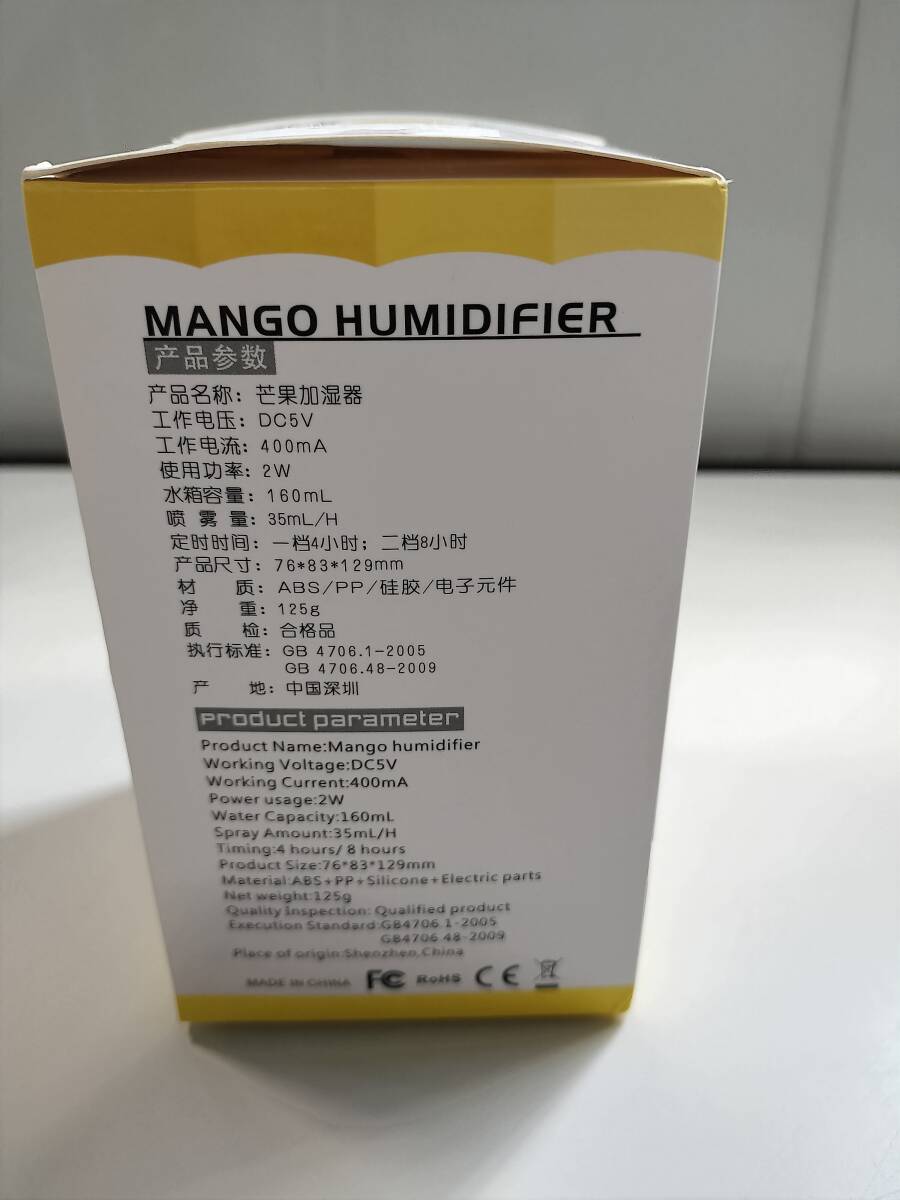 MANGO HUMIDIFIER
产品参数
产品名称：芒果加湿器
工作电压：DC5V
工作电流：400mA
使用功率：2W
水箱容量：160mL
喷雾量：35mL/H
定时时间：一档4小时；二档8小时
产品尺寸：76*83*129mm
材质：ABS/PP/硅胶/电子元件
净重：125g
质检：合格品
执行标准：GB 4706.1-2005
GB 4706.48-2009
产地：中国深圳
Product parameter
Product Name:Mango humidifier
Working Voltage:DC5V
Working Current:400mA
Power usage:2W
Water Capacity:160mL
Spray Amount:35mL/H
Timing:4 hours/ 8 hours
Product Size:76*83*129mm
Material:ABS+PP+Silicone+Electric parts
Net weight:125g
Quality Inspection: Qualified product
Execution Standard:GB4706.1-2005
GB4706.48-2009
Place of origin:Shenzhen,China
MADE IN CHINA FC RoHS CE